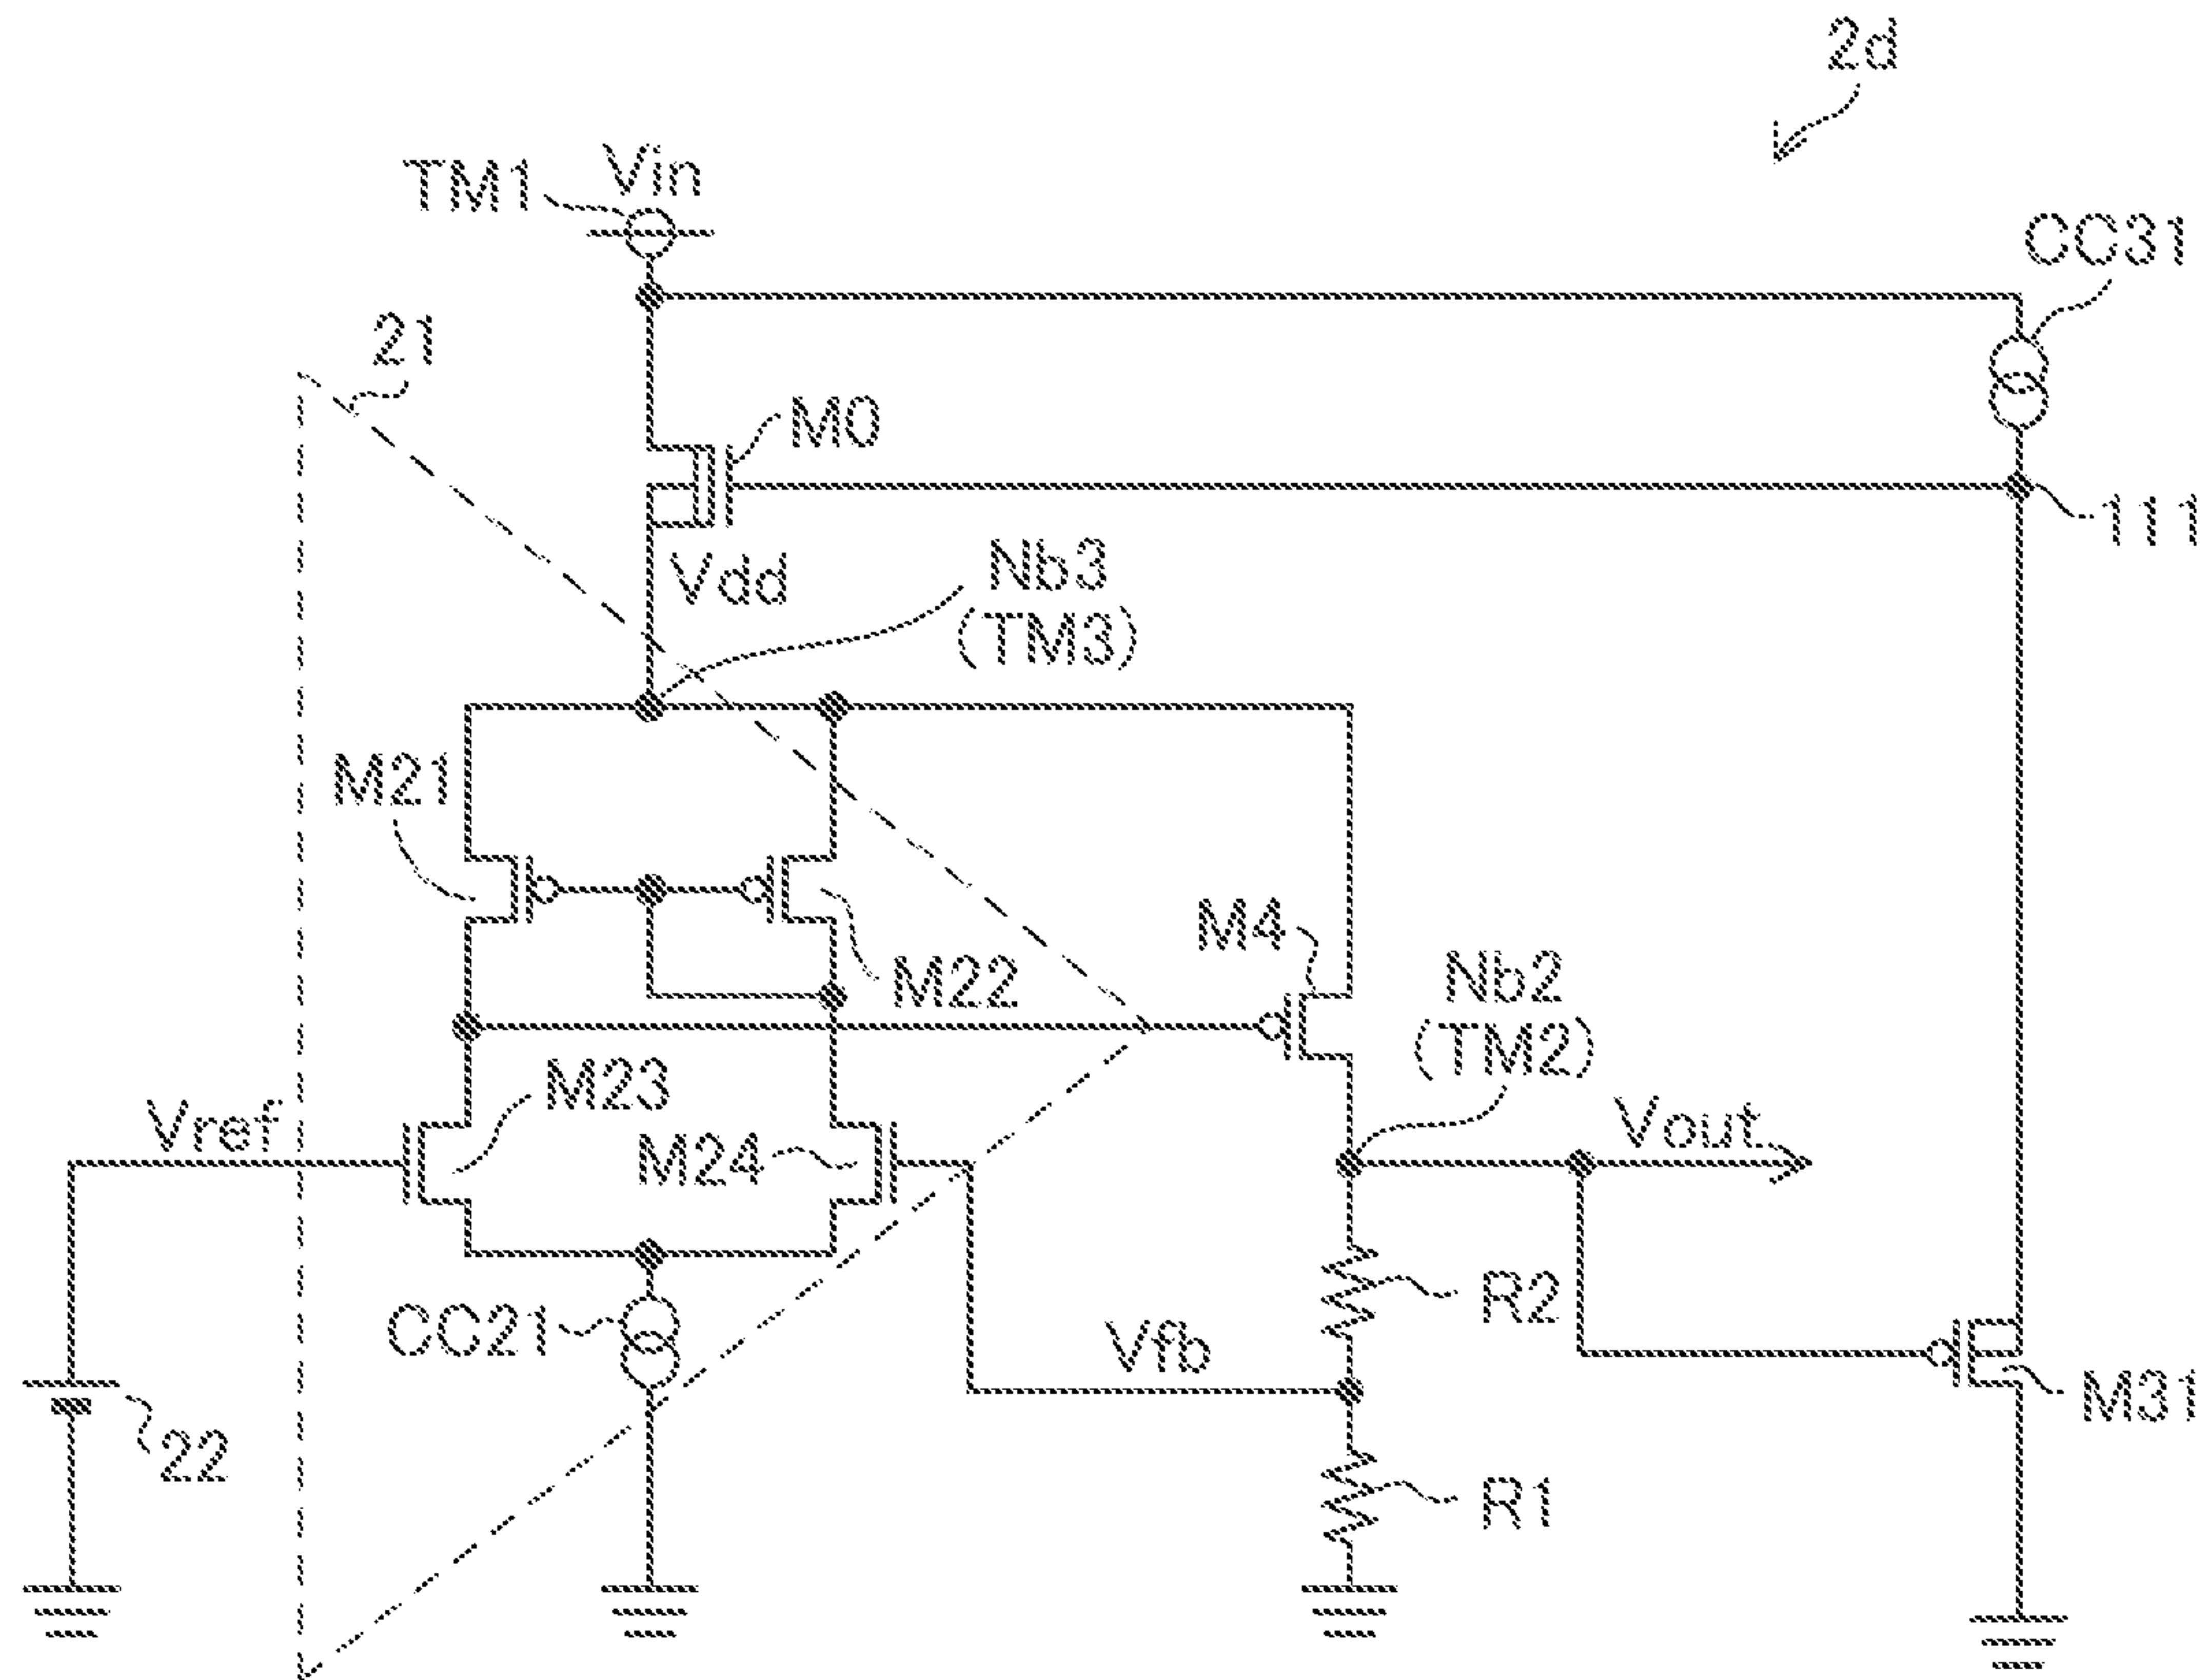 2d
TM1
Vin
CC31
21
M0
111
Vdd
Nb3
(TM3)
M21
M22
M4
Nb2
(TM2)
M23
Vref
M24
Vout
CC21
R2
Vfb
M31
22
R1